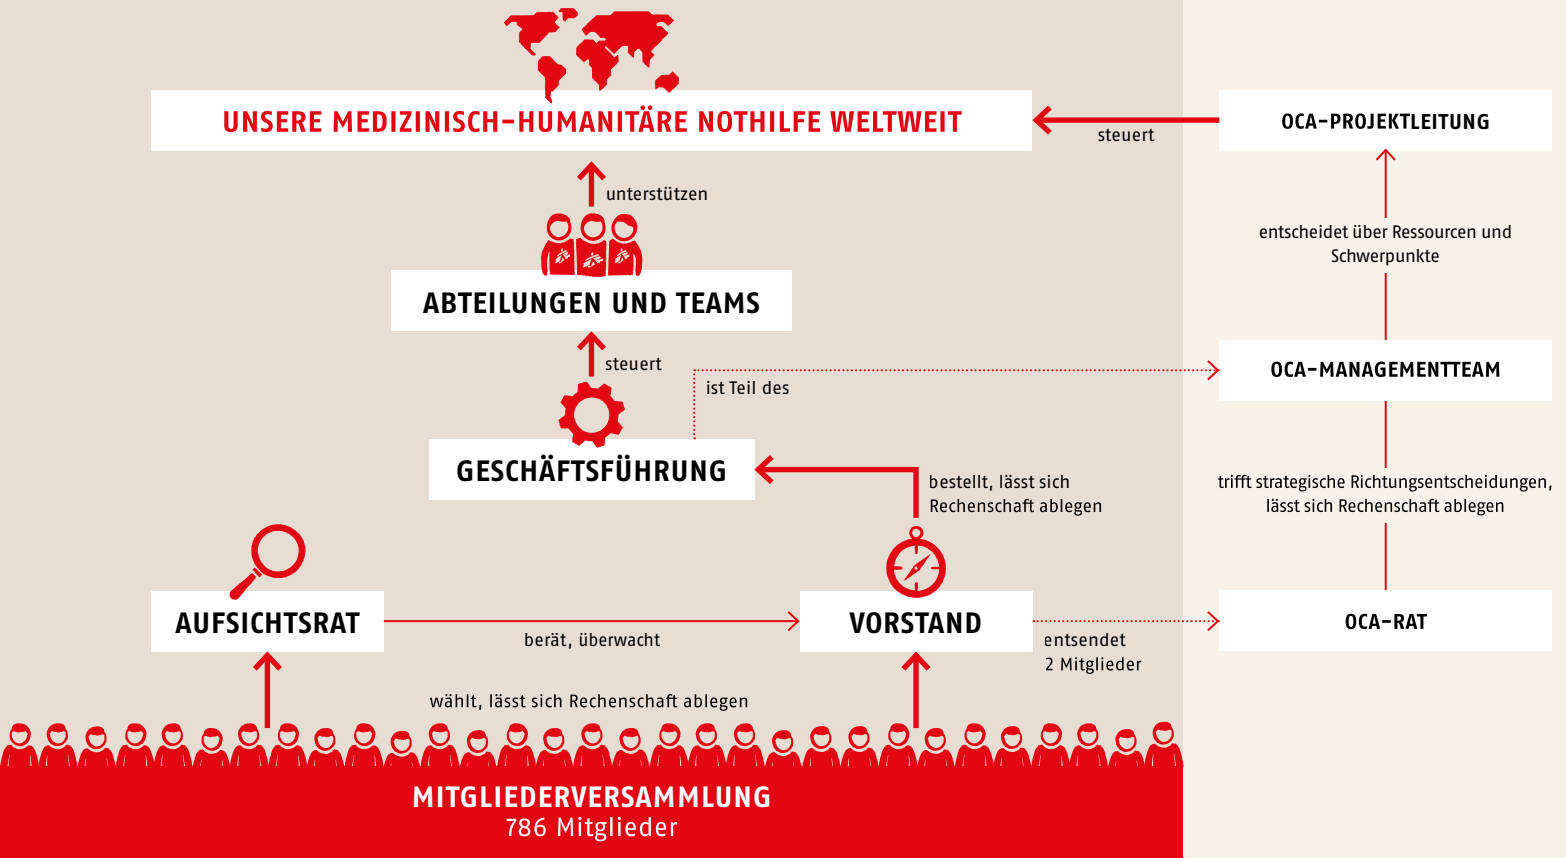 UNSERE MEDIZINISCH-HUMANITÄRE NOTHILFE WELTWEIT
steuert
OCA-PROJEKTLEITUNG
unterstützen
entscheidet über Ressourcen und
Schwerpunkte
ABTEILUNGEN UND TEAMS
steuert
ist Teil des
OCA-MANAGEMENTTEAM
GESCHÄFTSFÜHRUNG
bestellt, lässt sich
Rechenschaft ablegen
trifft strategische Richtungsentscheidungen,
lässt sich Rechenschaft ablegen
AUFSICHTSRAT
berät, überwacht
VORSTAND
entsendet
2 Mitglieder
OCA-RAT
wählt, lässt sich Rechenschaft ablegen
MITGLIEDERVERSAMMLUNG
786 Mitglieder